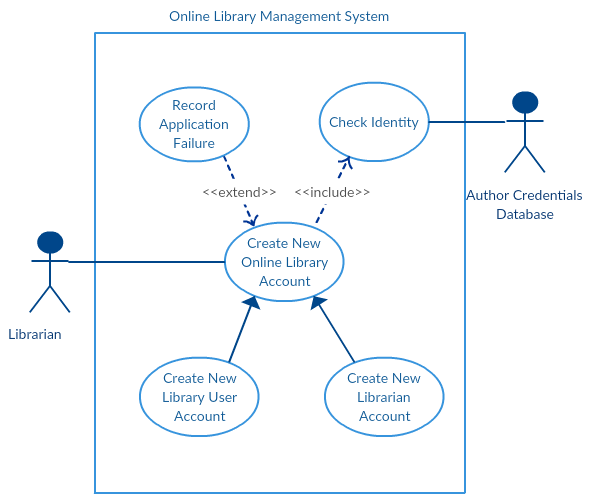 Online Library Management System
Record
Application
Failure
Check Identity
<<extend>>
<<include>>
Author Credentials
Database
Create New
Online Library
Account
Librarian
Create New
Library User
Account
Create New
Librarian
Account